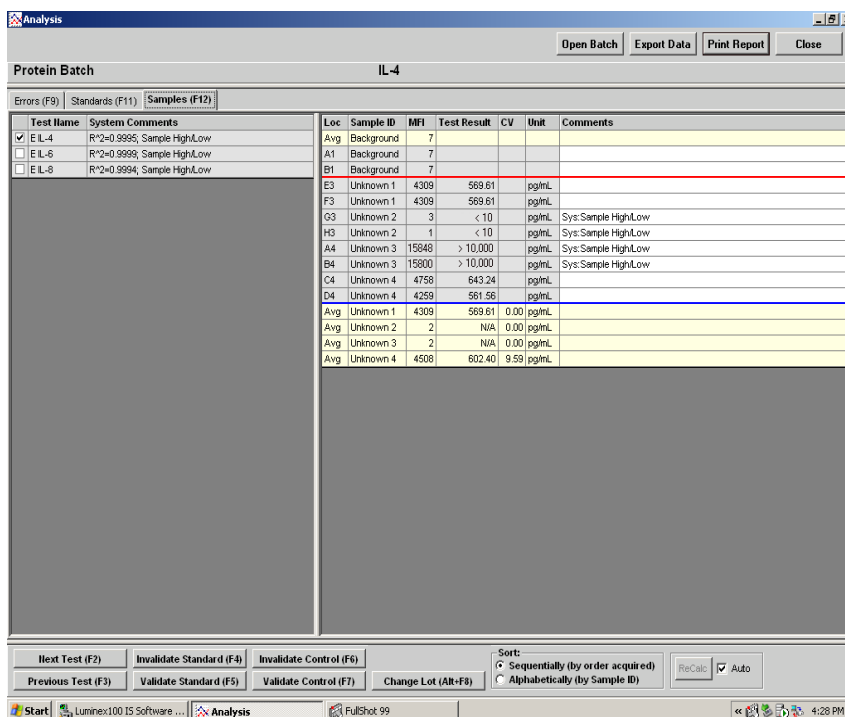 Analysis
Open Batch Export Data Print Report Close
Protein Batch IL-4
Errors (F9) Standards (F11) Samples (F12)
Test Name System Comments
E IL-4 R^2=0.9995; Sample High/Low
E IL-6 R^2=0.9999; Sample High/Low
E IL-8 R^2=0.9994; Sample High/Low
Loc Sample ID MFI Test Result CV Unit Comments
Avg Background 7
A1 Background 7
B1 Background 7
E3 Unknown 1 4309 569.61 pg/mL
F3 Unknown 1 4309 569.61 pg/mL
G3 Unknown 2 3 < 10 pg/mL Sys:Sample High/Low
H3 Unknown 2 1 < 10 pg/mL Sys:Sample High/Low
A4 Unknown 3 15848 > 10,000 pg/mL Sys:Sample High/Low
B4 Unknown 3 15800 > 10,000 pg/mL Sys:Sample High/Low
C4 Unknown 4 4758 643.24 pg/mL
D4 Unknown 4 4259 561.56 pg/mL
Avg Unknown 1 4309 569.61 0.00 pg/mL
Avg Unknown 2 2 N/A 0.00 pg/mL
Avg Unknown 3 2 N/A 0.00 pg/mL
Avg Unknown 4 4508 602.40 9.59 pg/mL
Next Test (F2) Invalidate Standard (F4) Invalidate Control (F6)
Previous Test (F3) Validate Standard (F5) Validate Control (F7) Change Lot (Alt+F8)
Sort:
Sequentially (by order acquired)
Alphabetically (by Sample ID)
ReCalc Auto
Start Luminex100 IS Software ... Analysis FullShot 99 « 4:28 PM